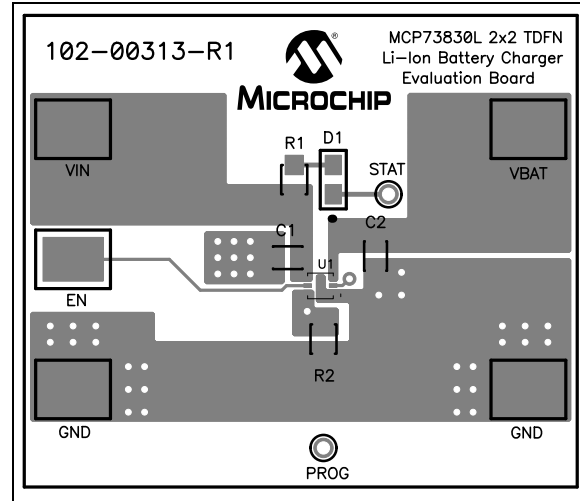 102-00313-R1
MICROCHIP
MCP73830L 2x2 TDFN
Li-Ion Battery Charger
Evaluation Board
VIN
R1
D1
STAT
VBAT
C1
C2
U1
EN
R2
GND
GND
PROG